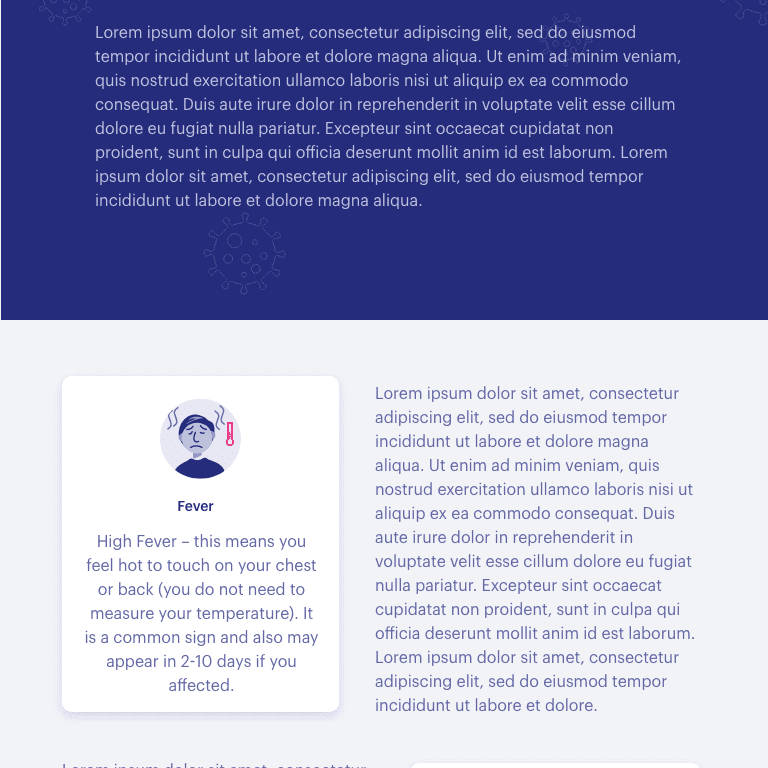 Lorem ipsum dolor sit amet, consectetur adipiscing elit, sed do eiusmod
tempor incididunt ut labore et dolore magna aliqua. Ut enim ad minim veniam,
quis nostrud exercitation ullamco laboris nisi ut aliquip ex ea commodo
consequat. Duis aute irure dolor in reprehenderit in voluptate velit esse cillum
dolore eu fugiat nulla pariatur. Excepteur sint occaecat cupidatat non
proident, sunt in culpa qui officia deserunt mollit anim id est laborum. Lorem
ipsum dolor sit amet, consectetur adipiscing elit, sed do eiusmod tempor
incididunt ut labore et dolore magna aliqua.
Fever
High Fever – this means you
feel hot to touch on your chest
or back (you do not need to
measure your temperature). It
is a common sign and also may
appear in 2-10 days if you
affected.
Lorem ipsum dolor sit amet, consectetur
adipiscing elit, sed do eiusmod tempor
incididunt ut labore et dolore magna
aliqua. Ut enim ad minim veniam, quis
nostrud exercitation ullamco laboris nisi ut
aliquip ex ea commodo consequat. Duis
aute irure dolor in reprehenderit in
voluptate velit esse cillum dolore eu fugiat
nulla pariatur. Excepteur sint occaecat
cupidatat non proident, sunt in culpa qui
officia deserunt mollit anim id est laborum.
Lorem ipsum dolor sit amet, consectetur
adipiscing elit, sed do eiusmod tempor
incididunt ut labore et dolore.
Lorem ipsum dolor sit amet, consectetur